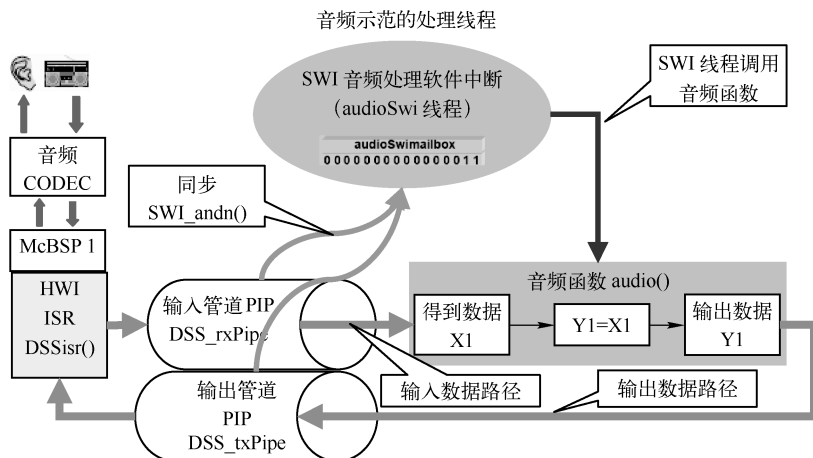 音频示范的处理线程
SWI 音频处理软件中断
（audioSwi 线程）
audioSwimailbox
0000000000000011
SWI 线程调用
音频函数
音频
CODEC
同步
SWI_andn()
McBSP 1
HWI
ISR
DSSisr()
输入管道 PIP
DSS_rxPipe
音频函数 audio()
得到数据
X1
Y1=X1
输出数据
Y1
输入数据路径
输出数据路径
输出管道
PIP
DSS_txPipe